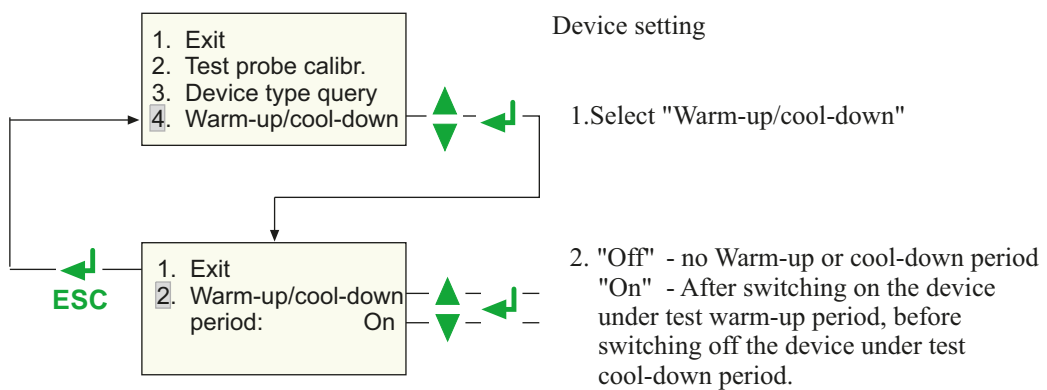 Device setting
1. Exit
2. Test probe calibr.
3. Device type query
4. Warm-up/cool-down
1.Select "Warm-up/cool-down"
ESC
1. Exit
2. Warm-up/cool-down
period: On
2. "Off" - no Warm-up or cool-down period
"On" - After switching on the device
under test warm-up period, before
switching off the device under test
cool-down period.